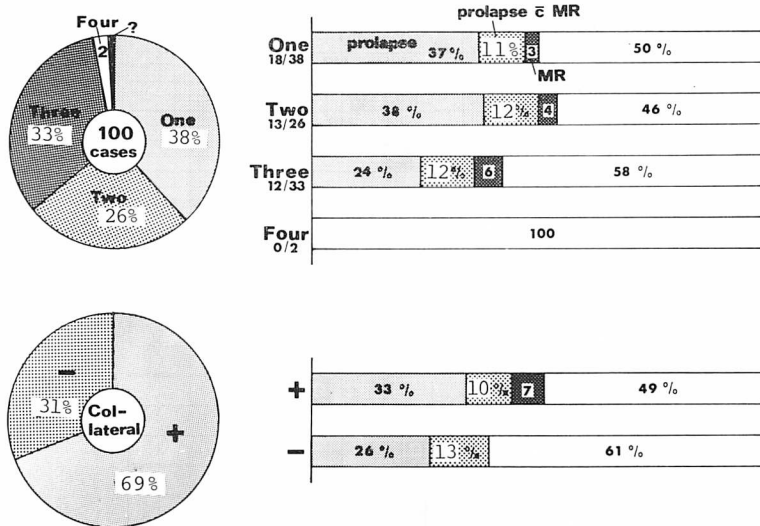 Four
?
2
Three
33%
One
38%
100
cases
Two
26%
prolapse c̄ MR
One
18/38
prolapse
37 %
11%
3
50 %
MR
Two
13/26
38 %
12%
4
46 %
Three
12/33
24 %
12%
6
58 %
Four
0/2
100
−
31%
Col-
lateral
+
69%
+
33 %
10 %
7
49 %
−
26 %
13 %
61 %